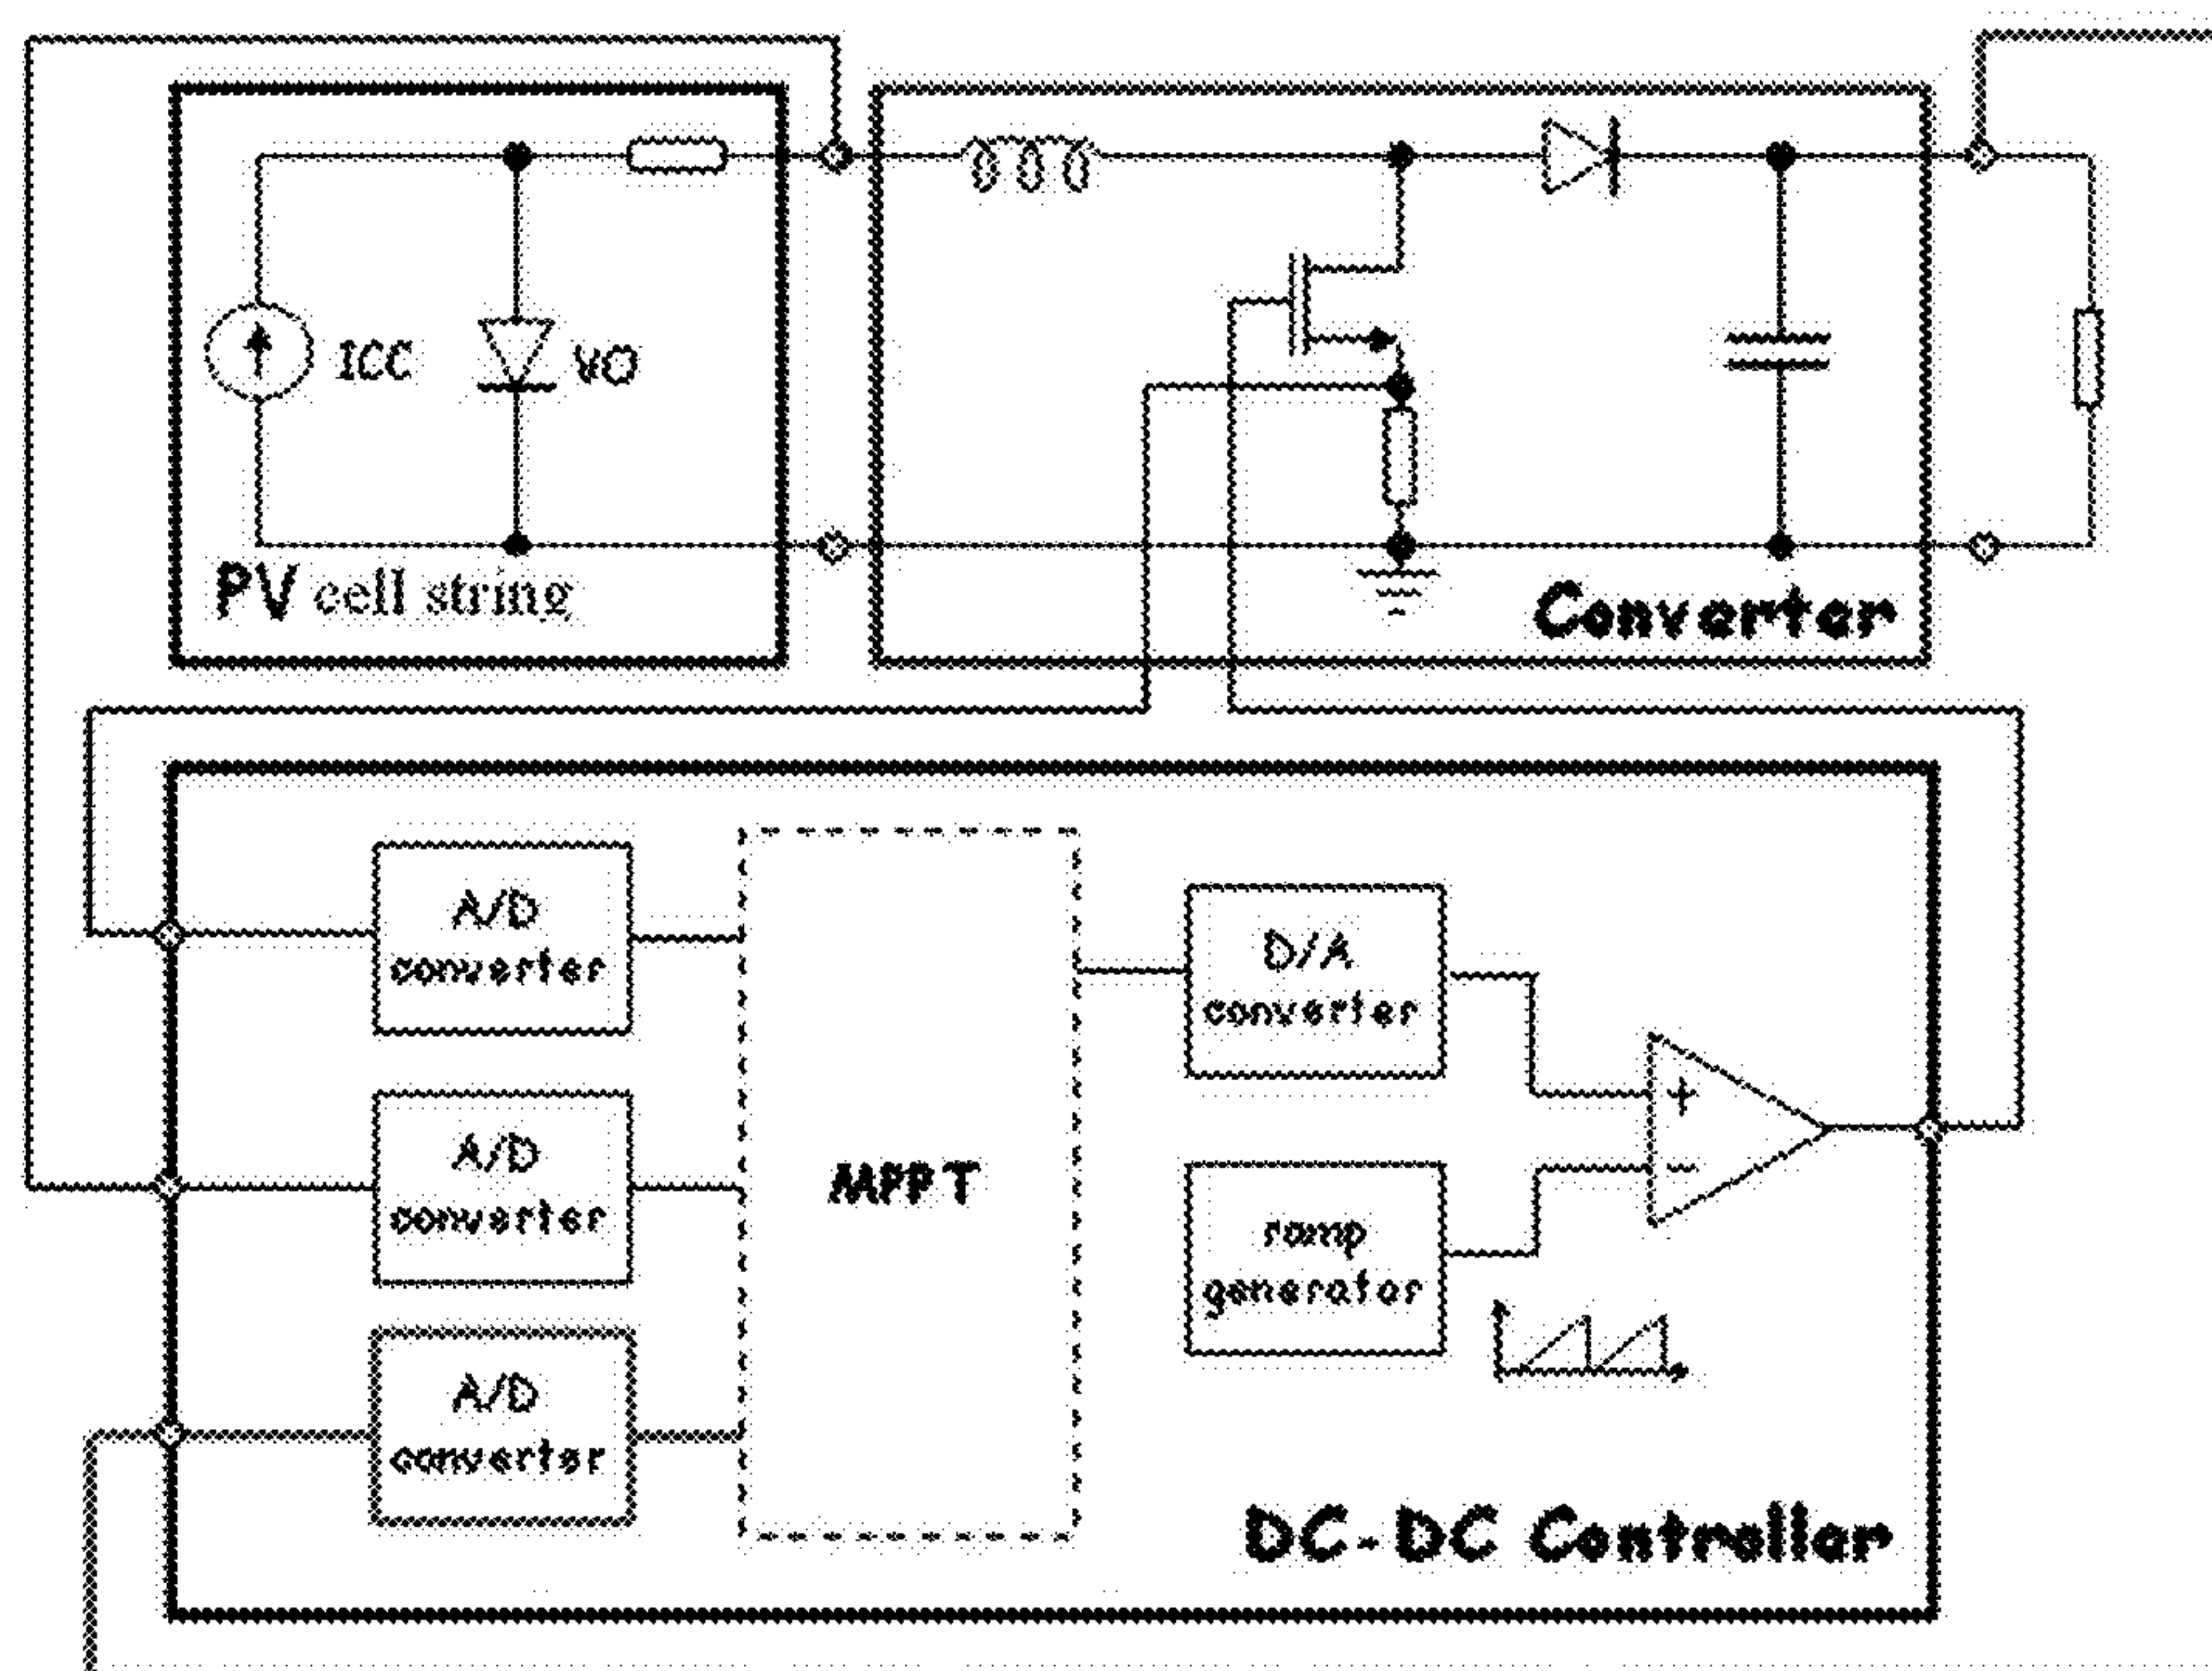 ICC
VO
PV cell string
Converter
A/D
converter
D/A
converter
A/D
converter
MPPT
+
ramp
generator
-
A/D
converter
DC-DC Controller